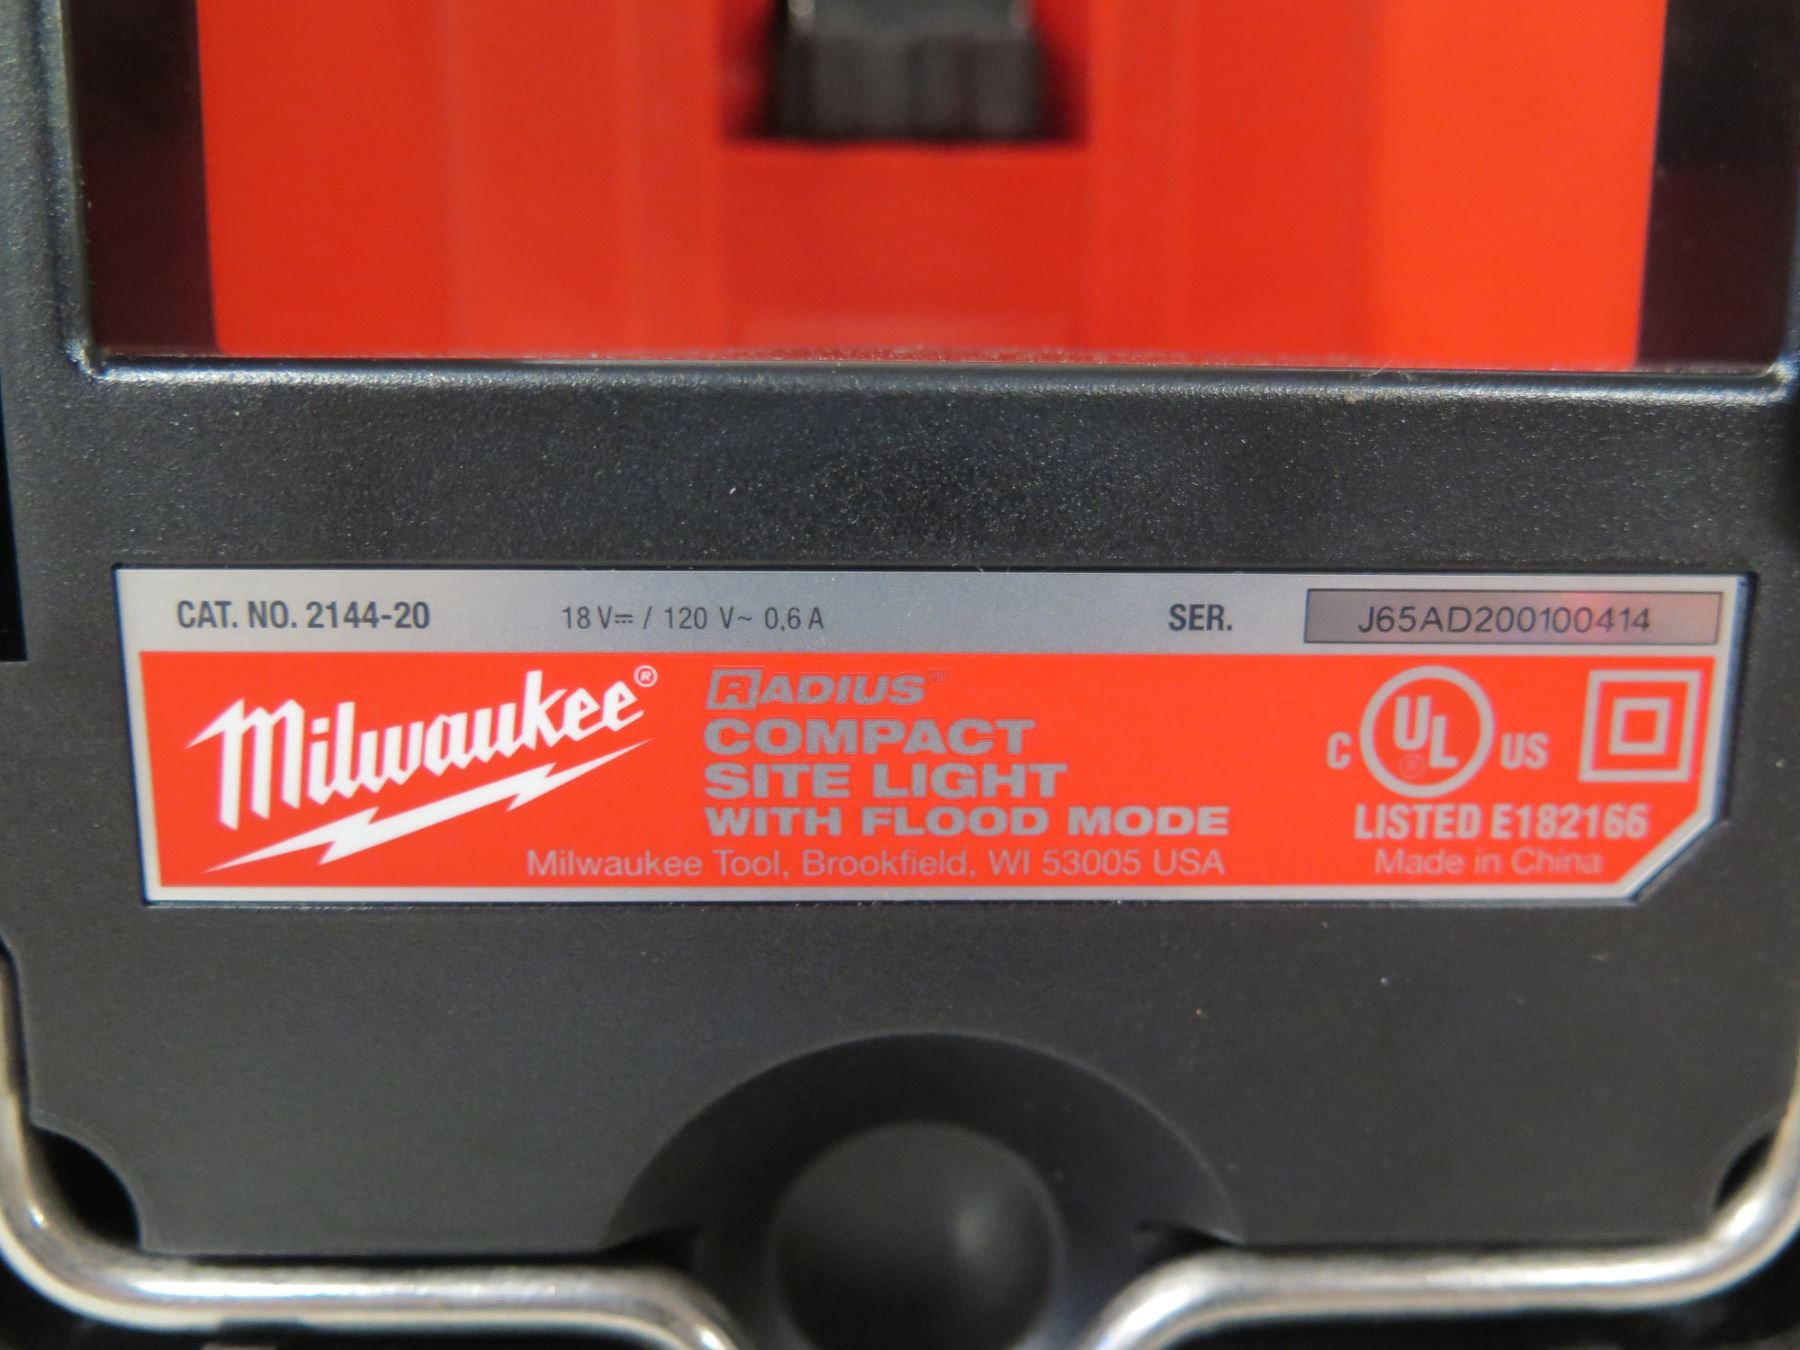 CAT. NO. 2144-20 18 V⎓ / 120 V~ 0,6 A SER. J65AD200100414
Milwaukee®
RADIUS™
COMPACT
SITE LIGHT
WITH FLOOD MODE
Milwaukee Tool, Brookfield, WI 53005 USA
C UL® US
LISTED E182166
Made in China